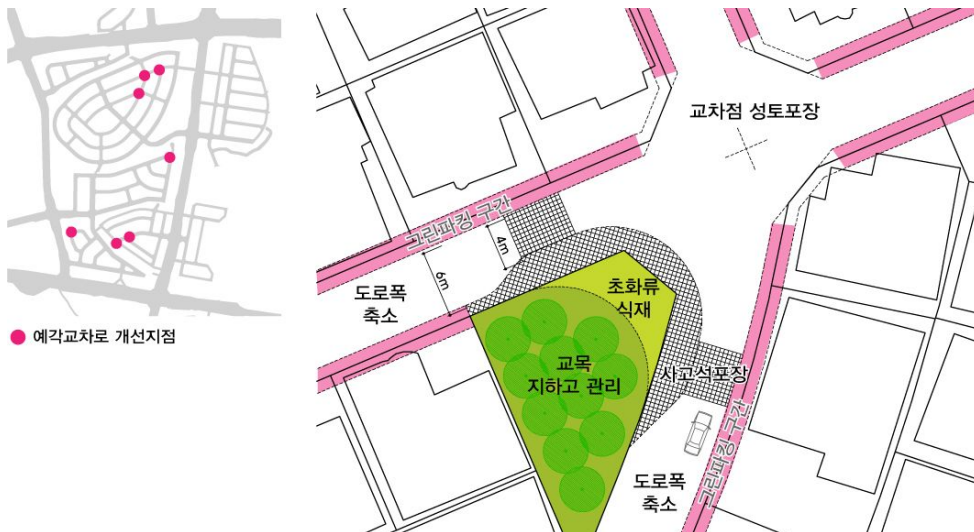 예각교차로 개선지점
교차점 성토포장
그린파킹 구간
4m
6m
도로폭
축소
초화류
식재
교목
지하고 관리
사고석포장
도로폭
축소
그린파킹 구간